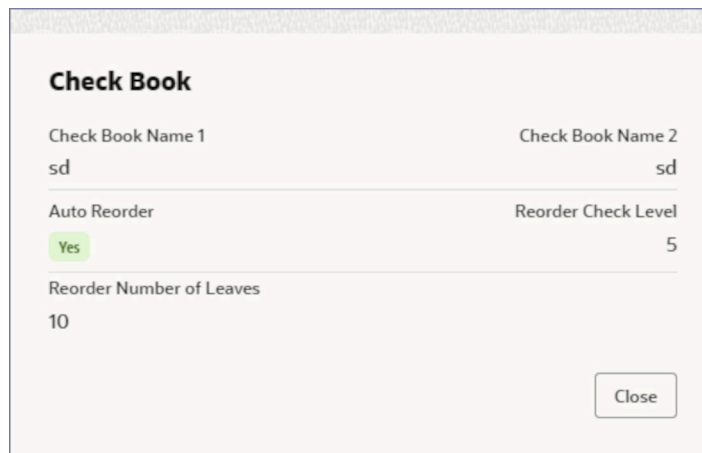 Check Book
Check Book Name 1 Check Book Name 2
sd sd
Auto Reorder Reorder Check Level
Yes 5
Reorder Number of Leaves
10
Close